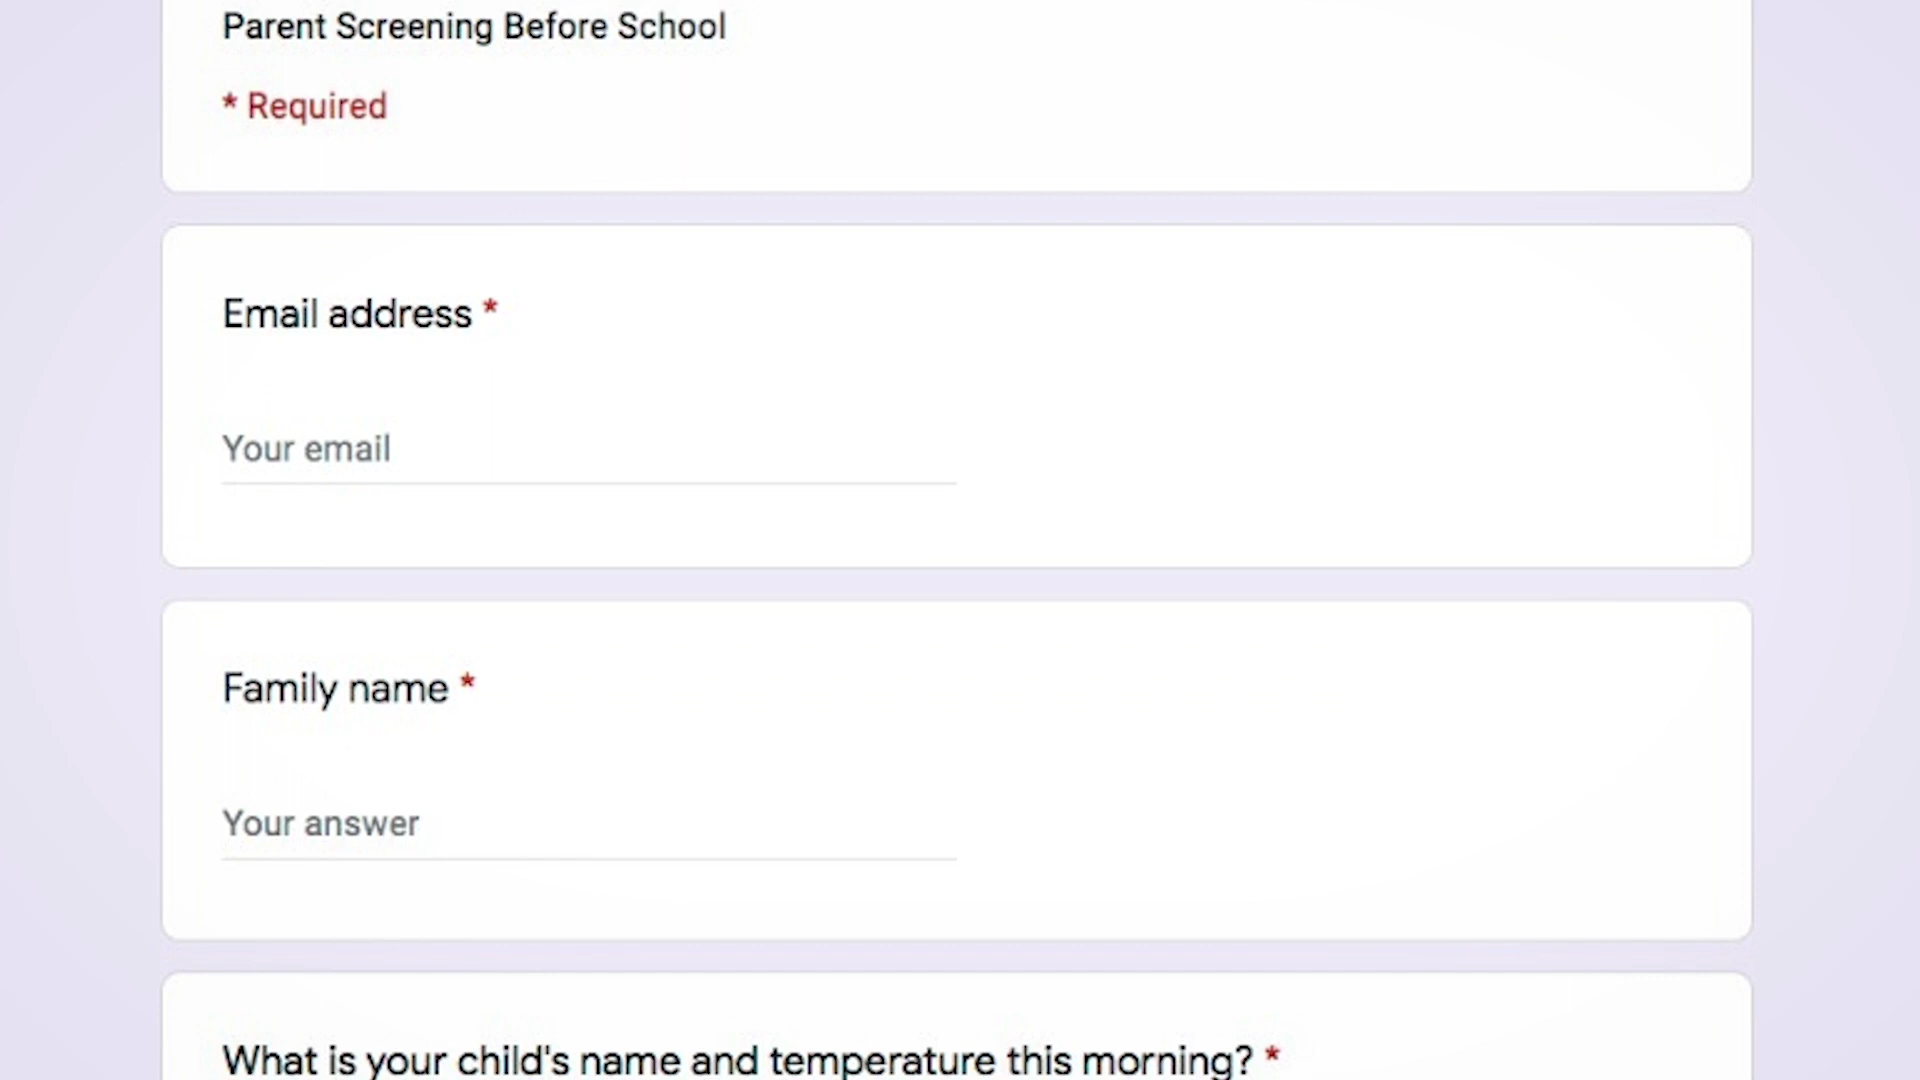 Parent Screening Before School
* Required
Email address *
Your email
Family name *
Your answer
What is your child's name and temperature this morning? *